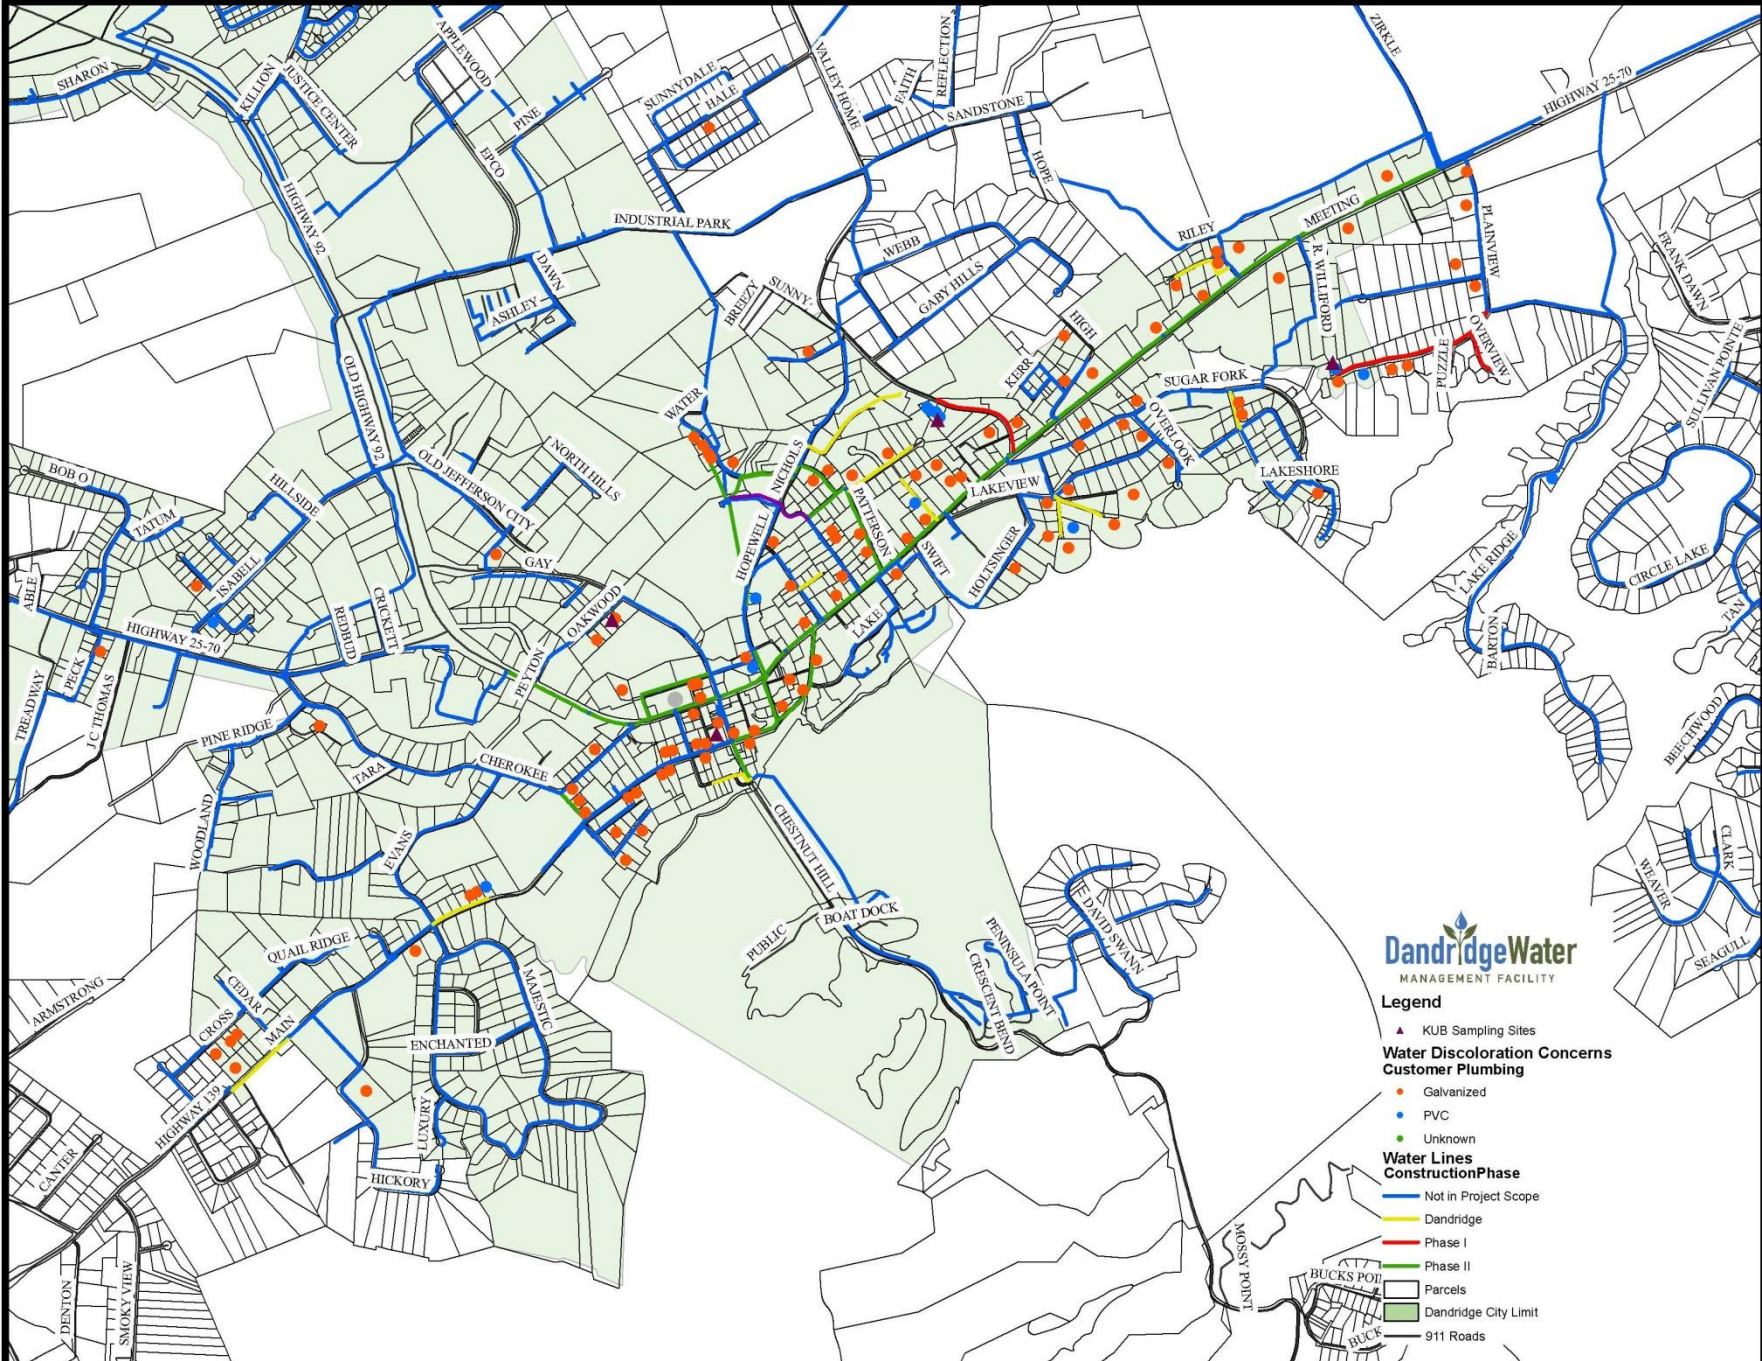 ZIRKLE
SHARON
KILLION
JUSTICE CENTER
APPLEWOOD
PINE
EPCO
SUNNYDALE
HALE
VALLEY HOME
FAITH
REFLECTION
SANDSTONE
HOPE
HIGHWAY 25-70
HIGHWAY 92
INDUSTRIAL PARK
WEBB
GABY HILLS
RILEY
MEETING
R. WILLIFORD
PLAINVIEW
FRANK DAWN
DAWN
ASHLEY
BREEZY
SUNNY
HIGH
KERR
SUGAR FORK
PUZZLE
OVERVIEW
SULLIVAN POINTE
OLD HIGHWAY 92
WATER
NICHOLS
OVERLOOK
LAKESHORE
LAKEVIEW
BOB O
TATUM
HILLSIDE
ISABELL
OLD JEFFERSON CITY
NORTH HILLS
GAY
HOPEWELL
PATTERSON
SWIFT
HOLTSINGER
LAKE
LAKE RIDGE
CIRCLE LAKE
TAN
BARTON
ABLE
HIGHWAY 25-70
REDBUD
CRICKETT
OAKWOOD
PEYTON
PECK
TREADWAY
J C THOMAS
PINE RIDGE
TARA
CHEROKEE
WOODLAND
EVANS
CHESTNUT HILL
BOAT DOCK
PUBLIC
PENINSULA POINT
CRESCENT BEND
DAVID SWANN
BEECHWOOD
CLARK
WEAVER
SEAGULL
QUAIL RIDGE
CEDAR
CROSS
MAIN
ARMSTRONG
MAJESTIC
ENCHANTED
LUXURY
HICKORY
HIGHWAY 139
CANTER
DENTON
SMOKY VIEW
MOSSY POINT
BUCKS POI
BUCK
DandridgeWater
MANAGEMENT FACILITY
Legend
KUB Sampling Sites
Water Discoloration Concerns
Customer Plumbing
Galvanized
PVC
Unknown
Water Lines
ConstructionPhase
Not in Project Scope
Dandridge
Phase I
Phase II
Parcels
Dandridge City Limit
911 Roads